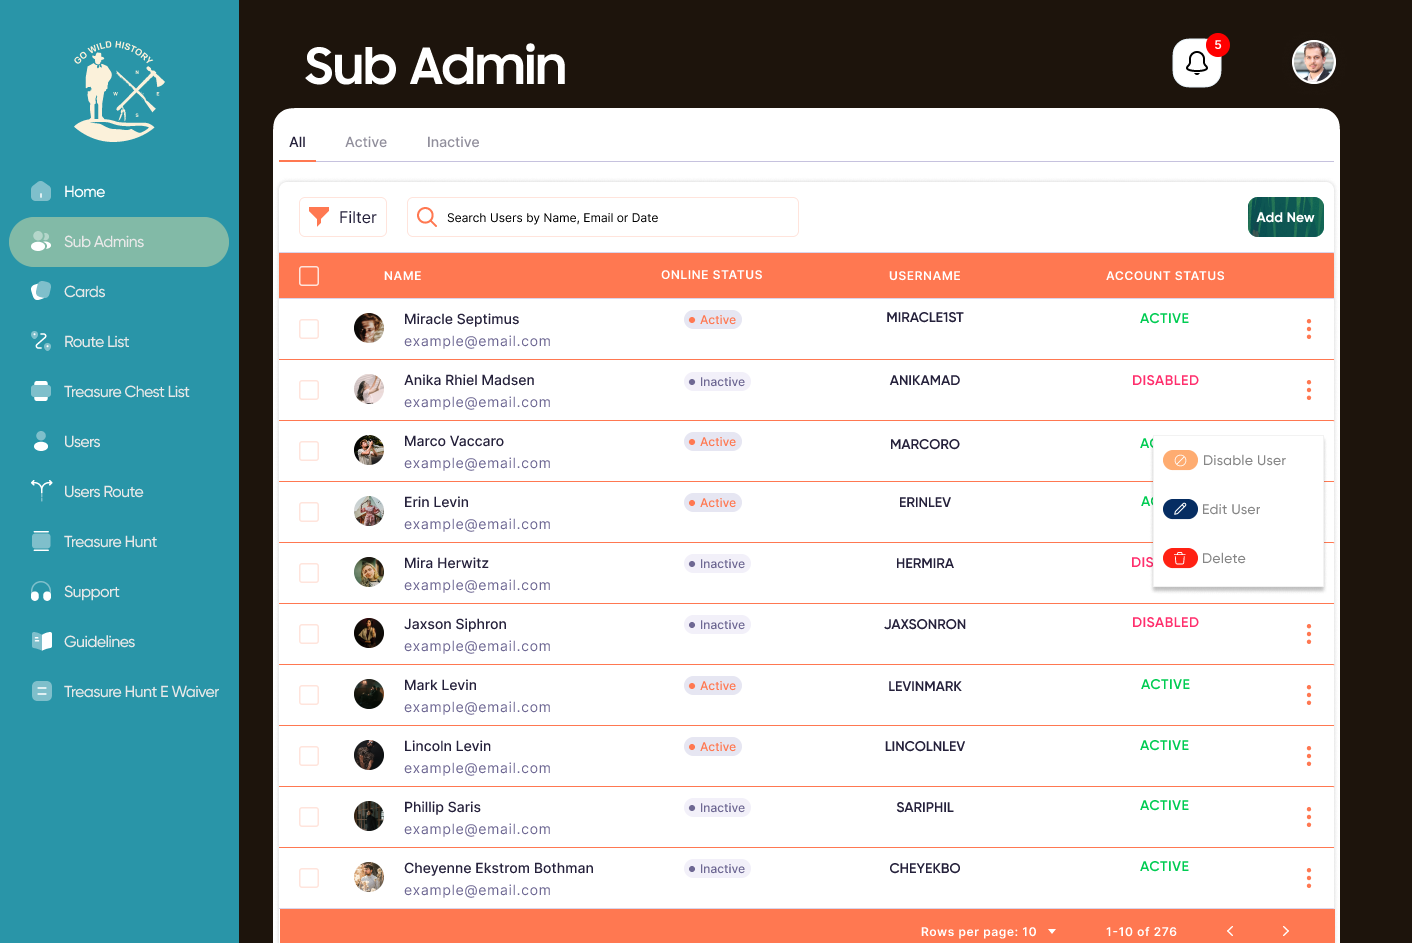 GO WILD HISTORY
N
W
E
S
Home
Sub Admins
Cards
Route List
Treasure Chest List
Users
Users Route
Treasure Hunt
Support
Guidelines
Treasure Hunt E Waiver
Sub Admin
5
All Active Inactive
Filter
Search Users by Name, Email or Date
Add New
NAME ONLINE STATUS USERNAME ACCOUNT STATUS
Miracle Septimus Active MIRACLE1ST ACTIVE
example@email.com
Anika Rhiel Madsen Inactive ANIKAMAD DISABLED
example@email.com
Marco Vaccaro Active MARCORO AC
example@email.com
Erin Levin Active ERINLEV AC
example@email.com
Mira Herwitz Inactive HERMIRA DIS
example@email.com
Disable User
Edit User
Delete
Jaxson Siphron Inactive JAXSONRON DISABLED
example@email.com
Mark Levin Active LEVINMARK ACTIVE
example@email.com
Lincoln Levin Active LINCOLNLEV ACTIVE
example@email.com
Phillip Saris Inactive SARIPHIL ACTIVE
example@email.com
Cheyenne Ekstrom Bothman Inactive CHEYEKBO ACTIVE
example@email.com
Rows per page: 10 1-10 of 276